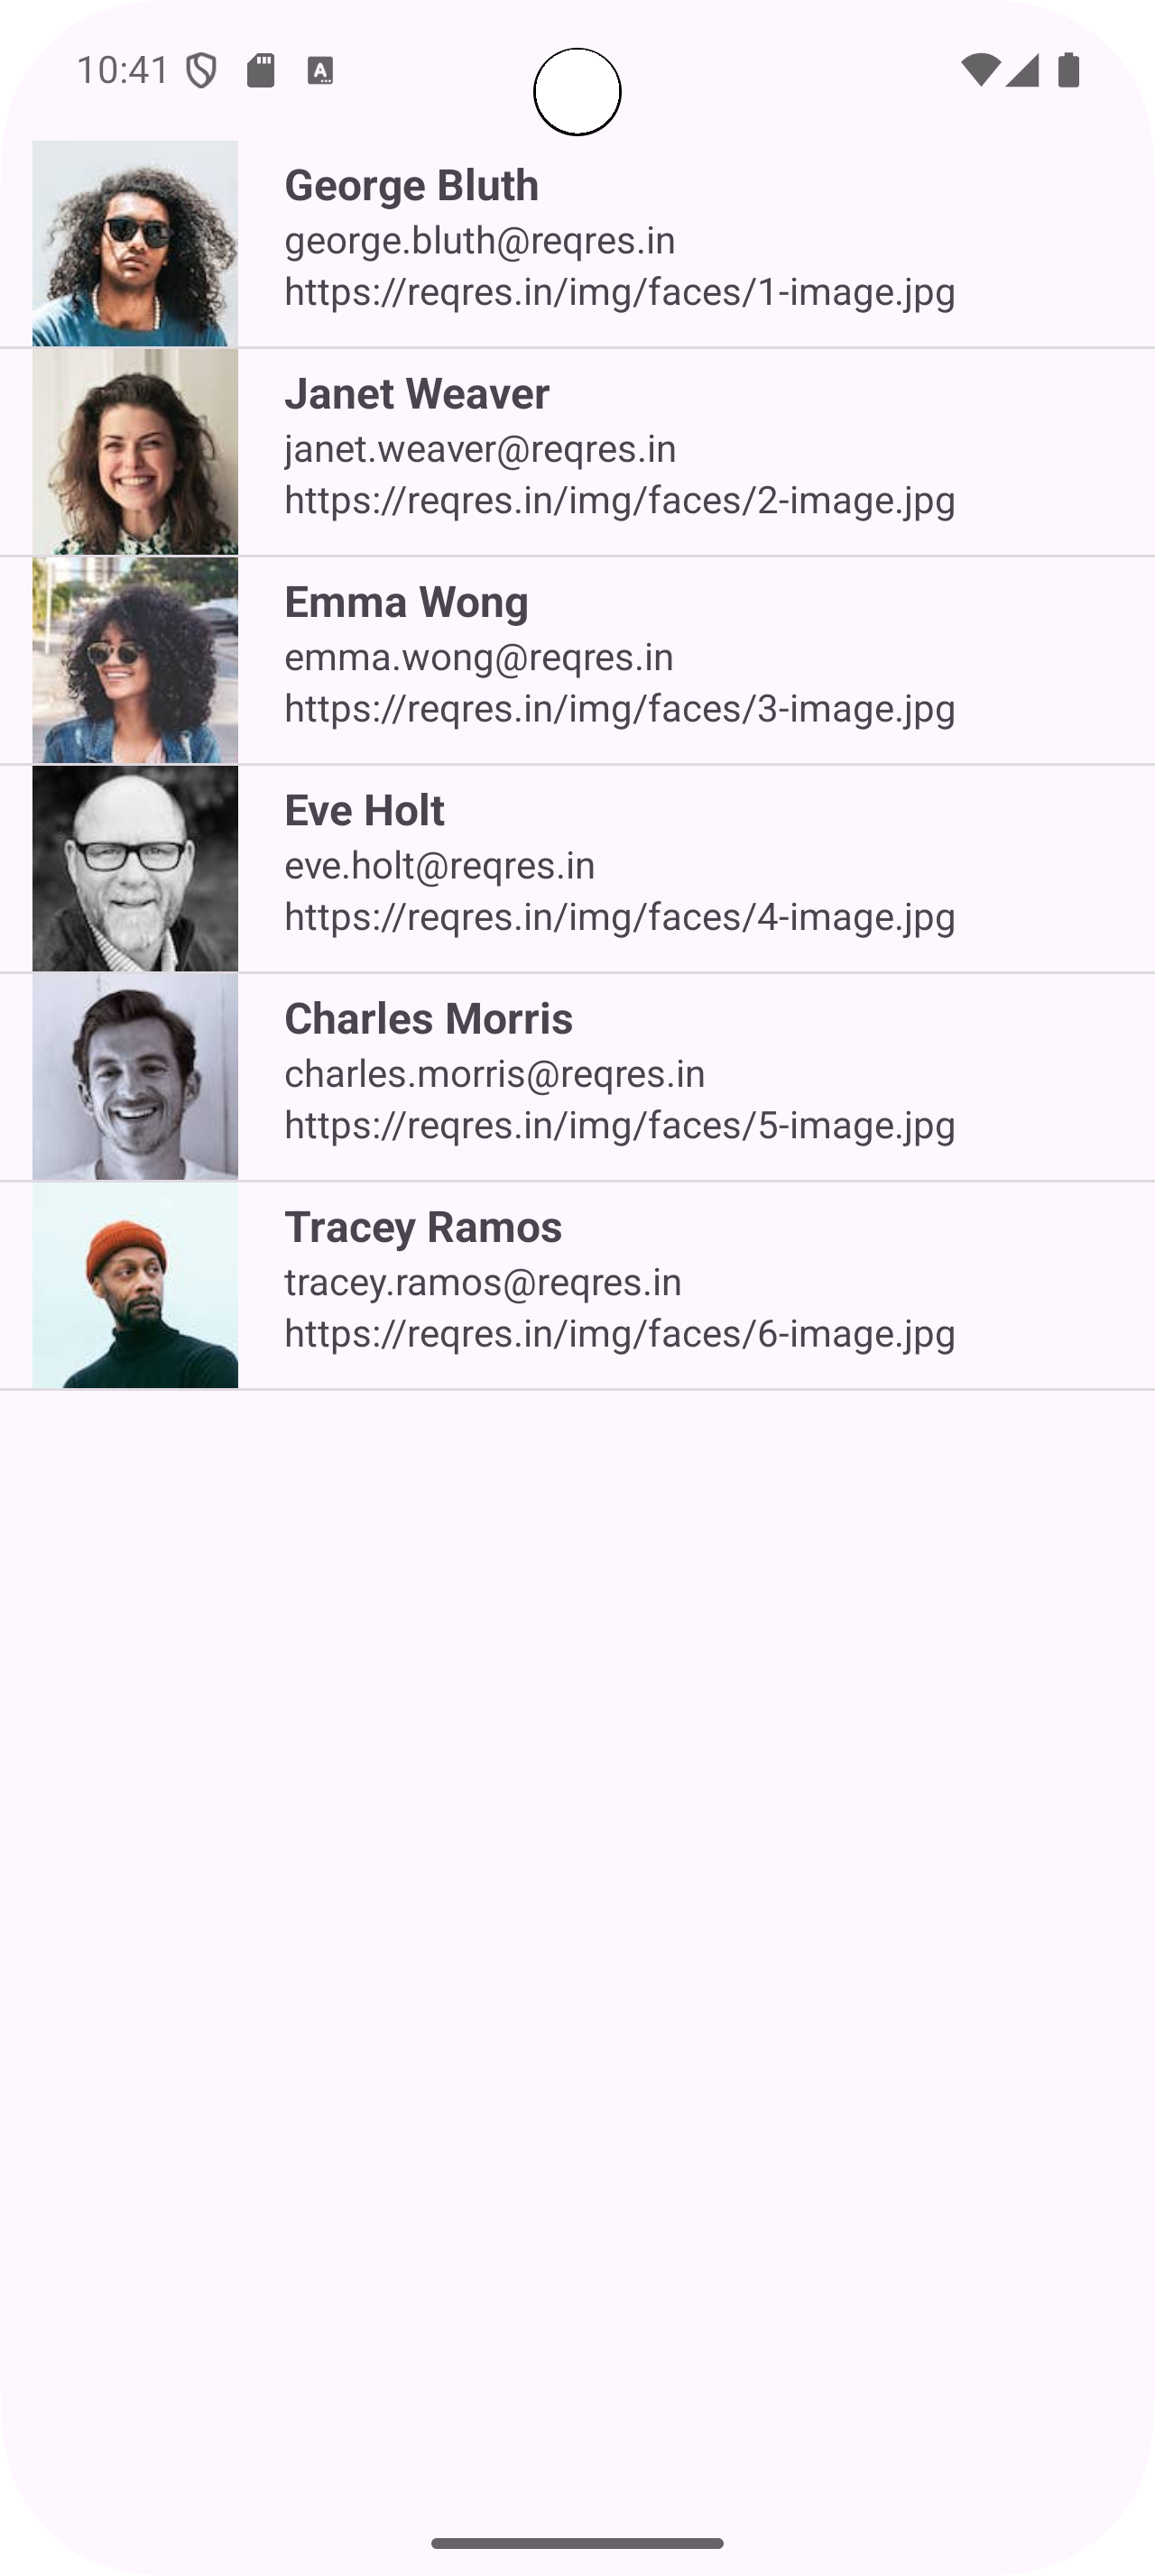 10:41
George Bluth
george.bluth@reqres.in
https://reqres.in/img/faces/1-image.jpg
Janet Weaver
janet.weaver@reqres.in
https://reqres.in/img/faces/2-image.jpg
Emma Wong
emma.wong@reqres.in
https://reqres.in/img/faces/3-image.jpg
Eve Holt
eve.holt@reqres.in
https://reqres.in/img/faces/4-image.jpg
Charles Morris
charles.morris@reqres.in
https://reqres.in/img/faces/5-image.jpg
Tracey Ramos
tracey.ramos@reqres.in
https://reqres.in/img/faces/6-image.jpg